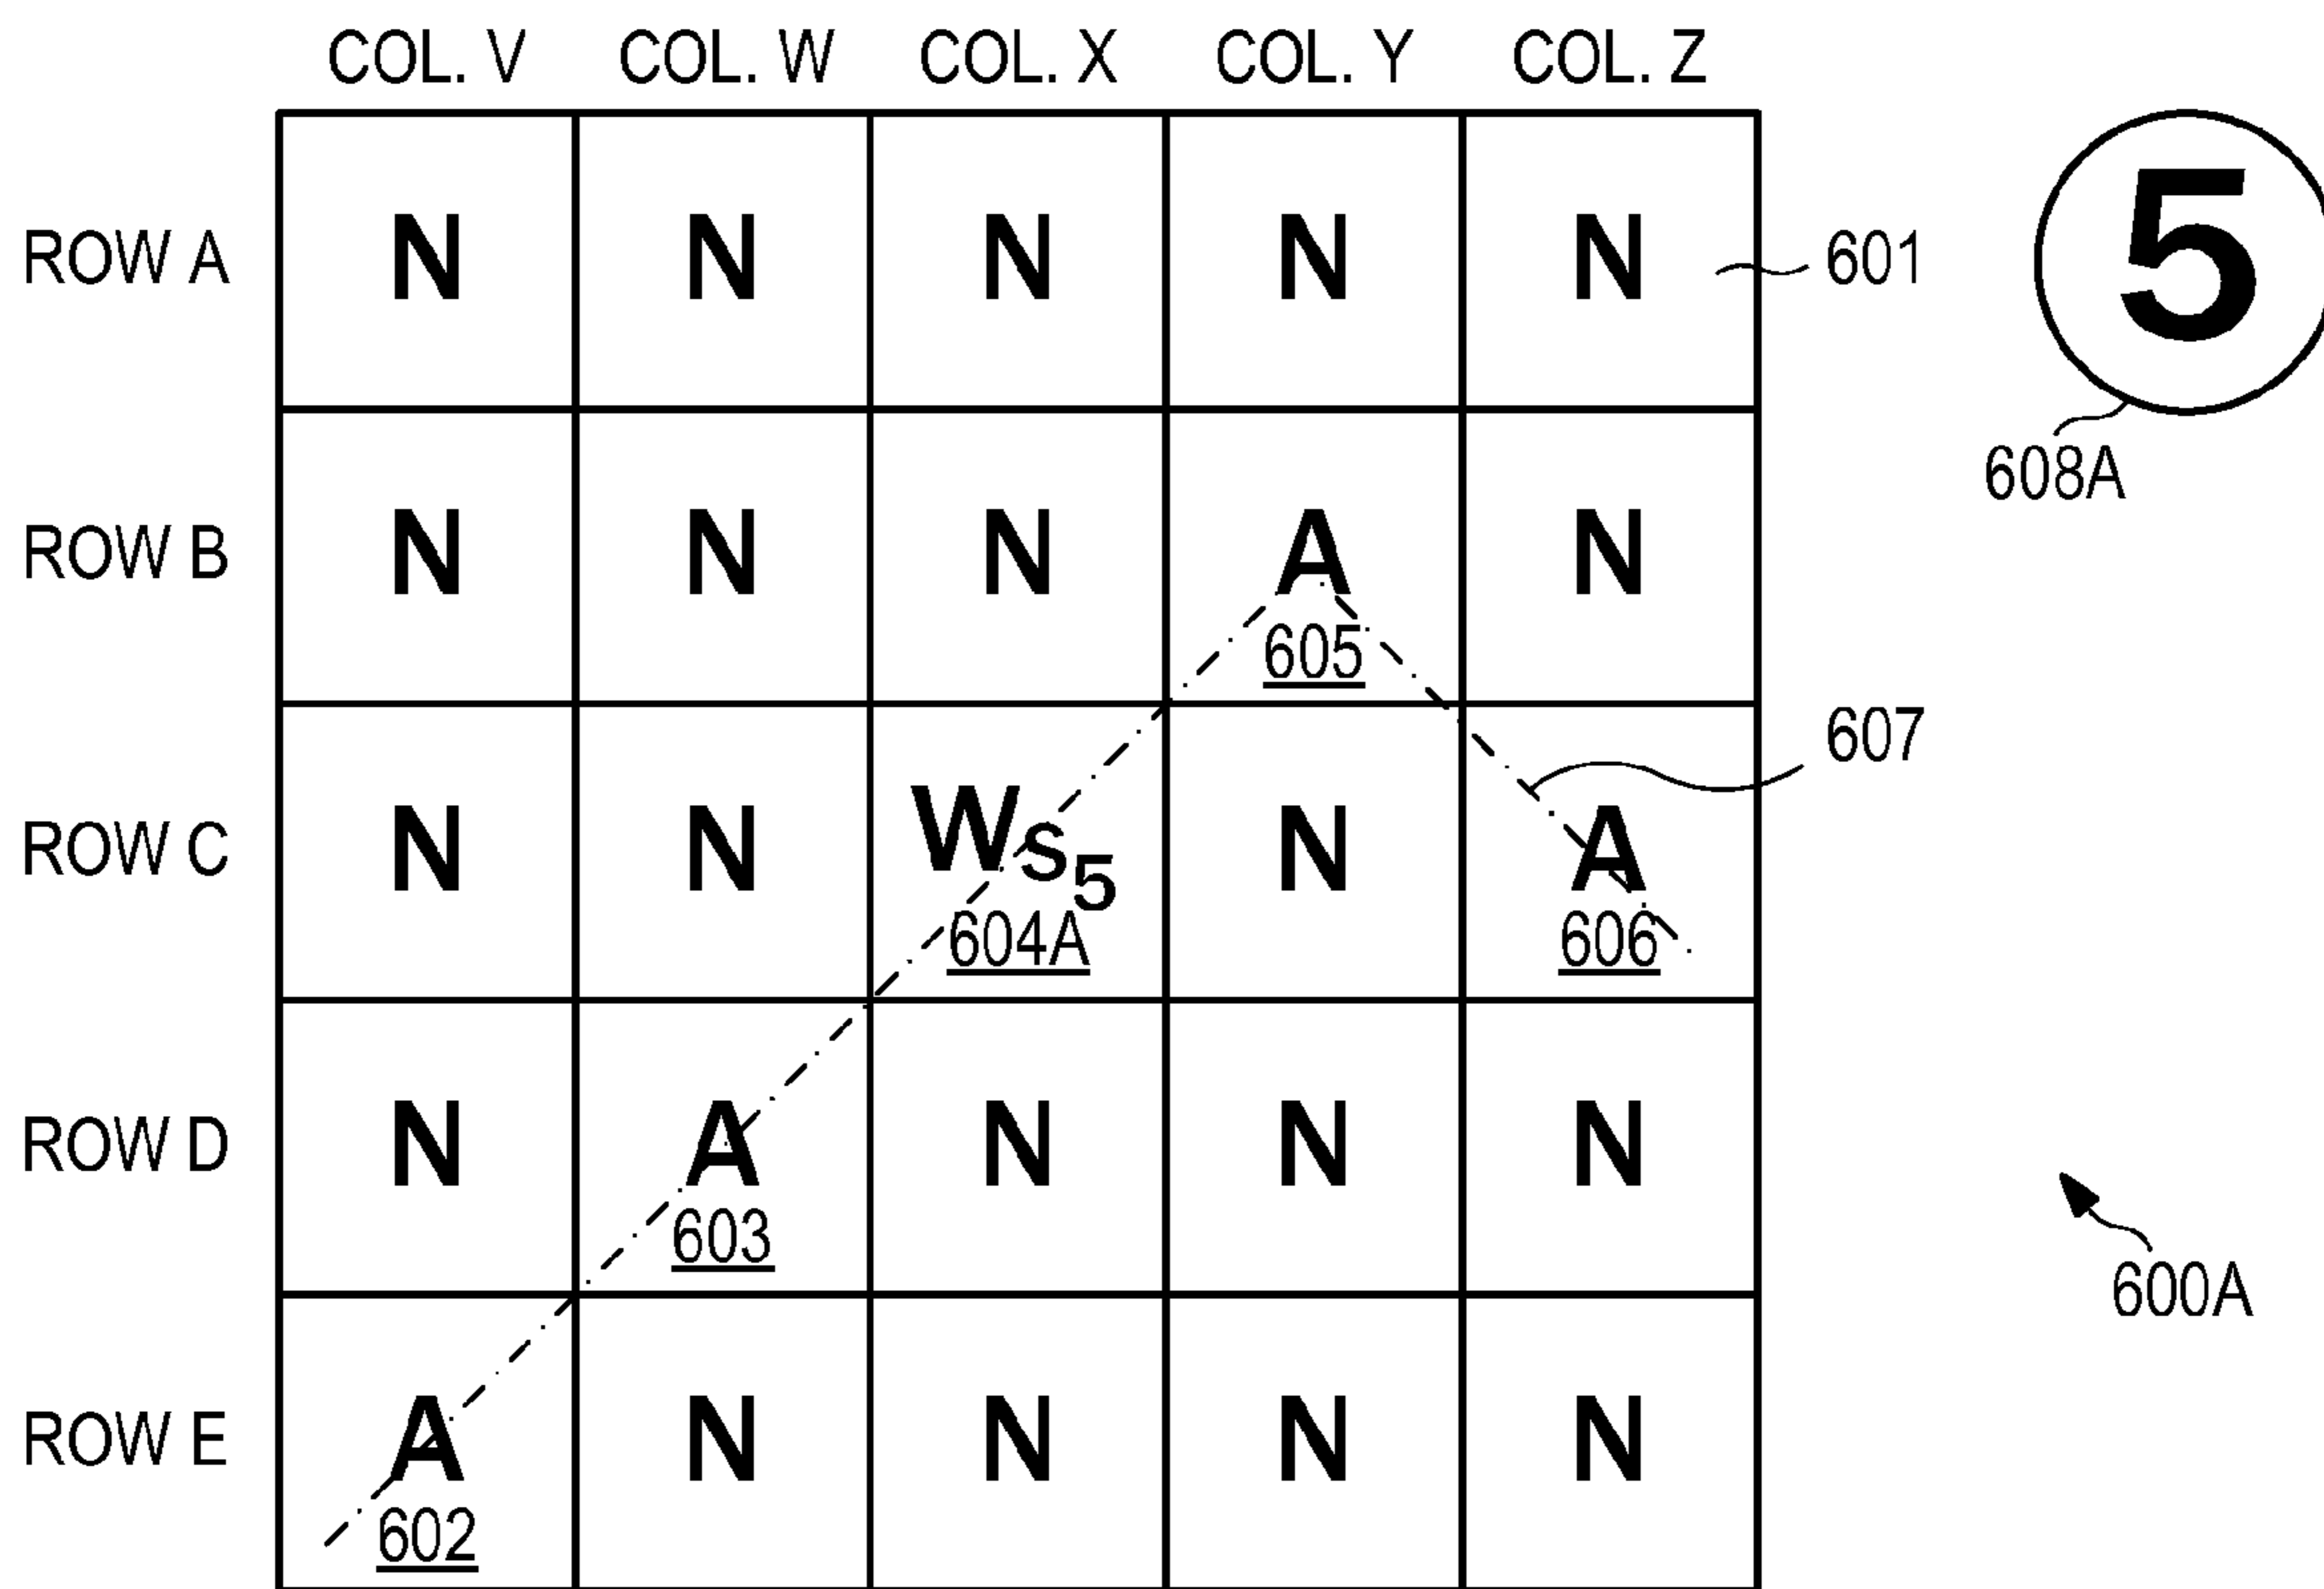 COL. V COL. W COL. X COL. Y COL. Z
ROW A N N N N N 601 5
608A
ROW B N N N A N
605
607
ROW C N N Ws5 N A
604A 606
ROW D N A N N N
603
600A
ROW E A N N N N
602